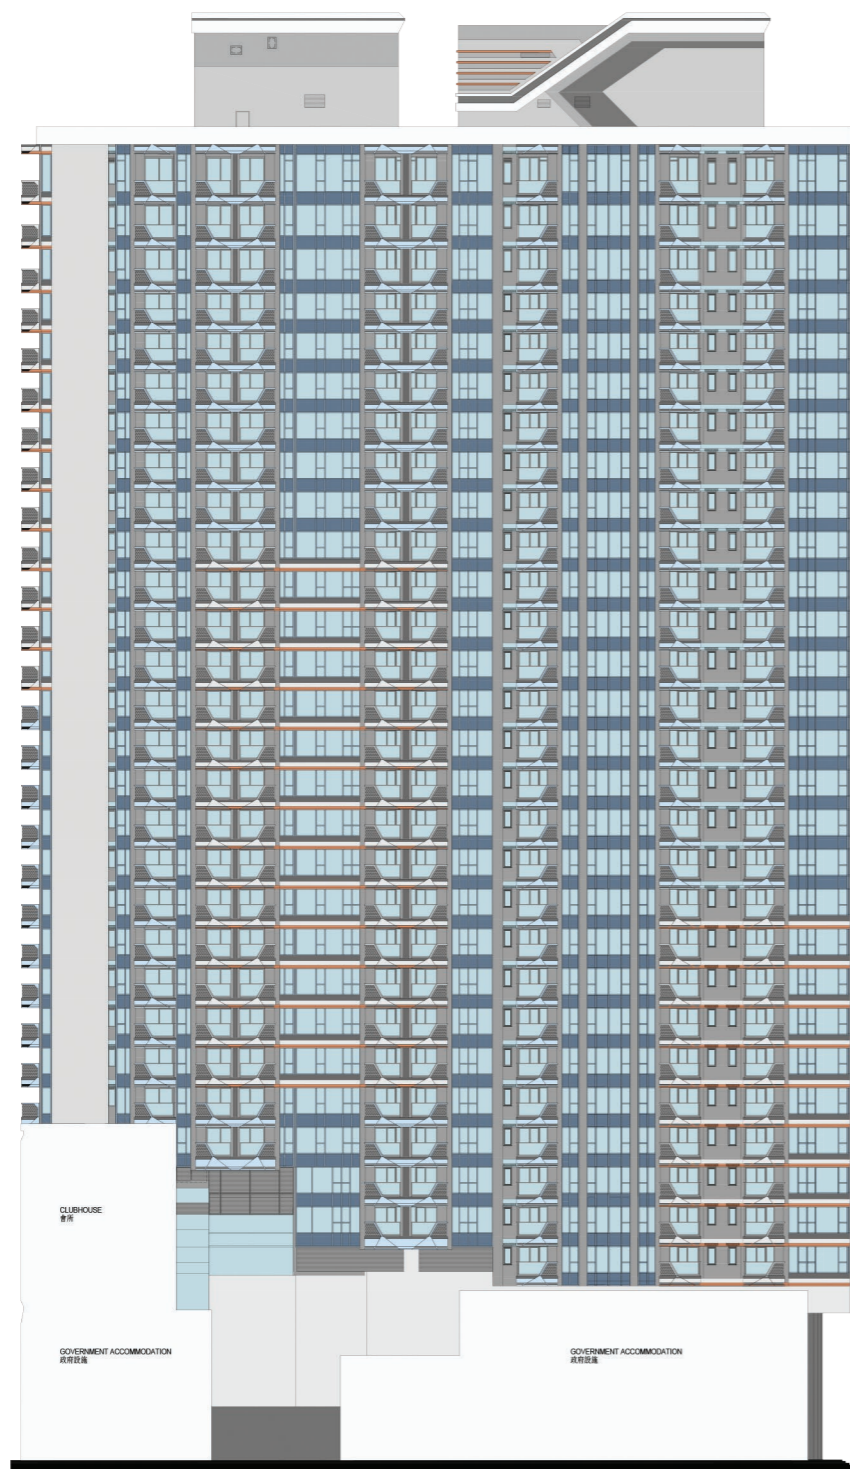 CLUBHOUSE
會所
GOVERNMENT ACCOMMODATION
政府設施
GOVERNMENT ACCOMMODATION
政府設施